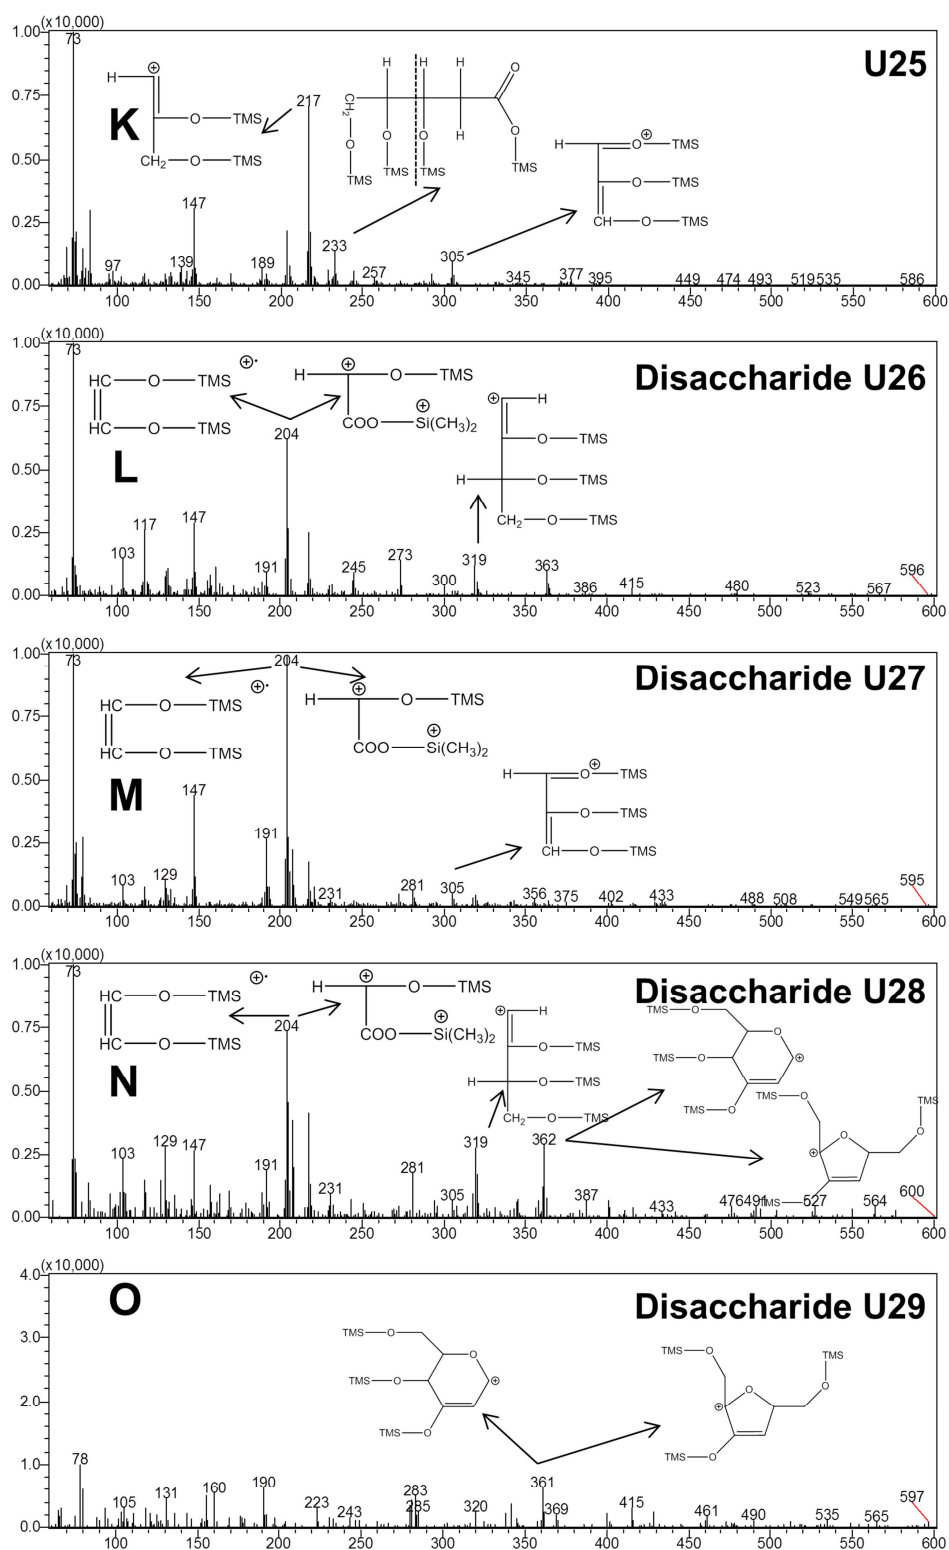 (x10,000)
1.00
73
U25
H
⊕
H H H O
0.75
217
K
O TMS
CH2
O
CH2 O TMS
O O O H
TMS TMS TMS
O
TMS
H O ⊕ TMS
O TMS
CH O TMS
0.50
0.25
147
97 139 189 233 257 305 345 377 395 449 474 493 519 535 586
0.00
100 150 200 250 300 350 400 450 500 550 600
(x10,000)
1.00
73
Disaccharide U26
HC O TMS ⊕·
HC O TMS
H ⊕ O TMS
COO ⊕ Si(CH3)2
⊕ H
O TMS
H O TMS
CH2 O TMS
0.75
204
L
0.50
0.25
103 117 147 191 245 273 300 319 363 386 415 480 523 567 596
0.00
100 150 200 250 300 350 400 450 500 550 600
(x10,000)
1.00
73 204
Disaccharide U27
HC O TMS ⊕·
HC O TMS
H ⊕ O TMS
COO ⊕ Si(CH3)2
0.75
M
H O ⊕ TMS
O TMS
CH O TMS
0.50
147
0.25
103 129 191 231 281 305 356 375 402 433 488 508 549 565 595
0.00
100 150 200 250 300 350 400 450 500 550 600
(x10,000)
1.00
73
Disaccharide U28
HC O TMS ⊕·
HC O TMS
H ⊕ O TMS
COO ⊕ Si(CH3)2
⊕ H
O TMS
H O TMS
CH2 O TMS
TMS O O
TMS O ⊕
TMS O
TMS O O TMS
O ⊕
TMS
0.75
204
N
0.50
0.25
103 129 147 191 231 281 305 319 362 387 433 476 491 527 564 600
0.00
100 150 200 250 300 350 400 450 500 550 600
(x10,000)
4.0
O
Disaccharide U29
TMS O O
TMS O ⊕
TMS O
TMS O TMS
O O
⊕
TMS O
3.0
2.0
1.0
78 105 131 160 190 223 243 283 285 320 361 369 415 461 490 535 565 597
0.0
100 150 200 250 300 350 400 450 500 550 600